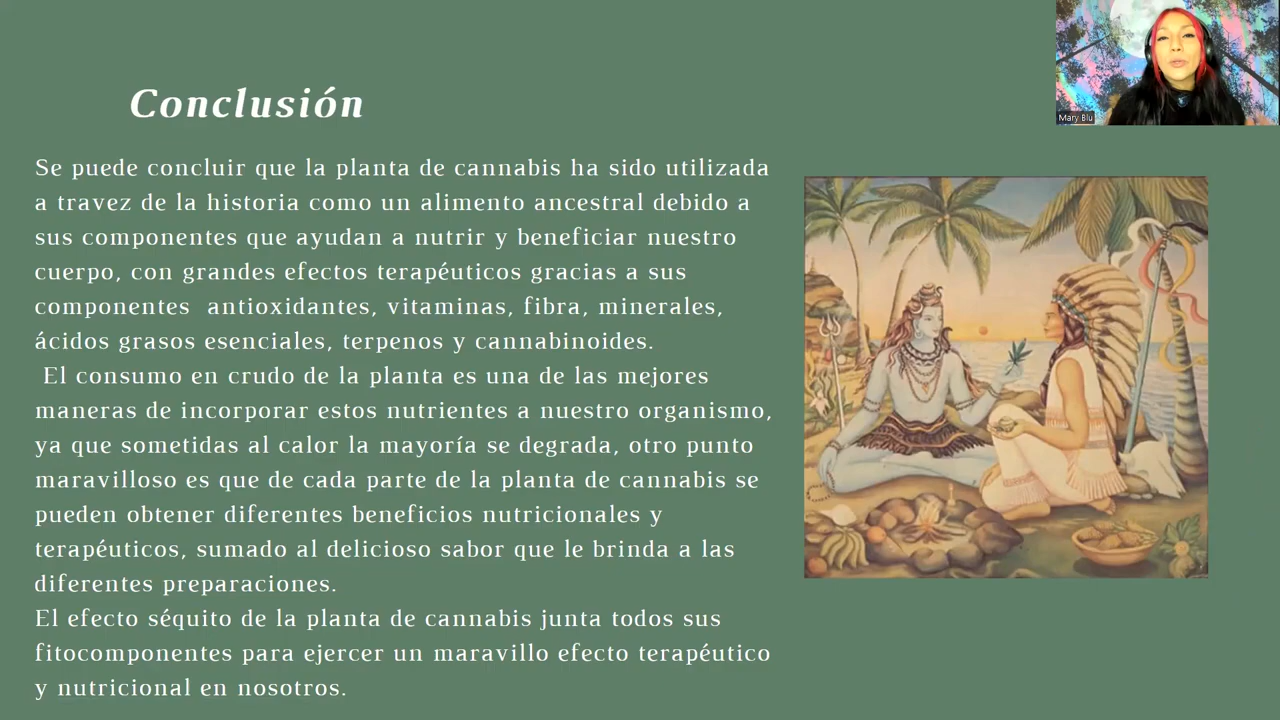 Conclusión
Mary Blu
Se puede concluir que la planta de cannabis ha sido utilizada
a travez de la historia como un alimento ancestral debido a
sus componentes que ayudan a nutrir y beneficiar nuestro
cuerpo, con grandes efectos terapéuticos gracias a sus
componentes  antioxidantes, vitaminas, fibra, minerales,
ácidos grasos esenciales, terpenos y cannabinoides.
El consumo en crudo de la planta es una de las mejores
maneras de incorporar estos nutrientes a nuestro organismo,
ya que sometidas al calor la mayoría se degrada, otro punto
maravilloso es que de cada parte de la planta de cannabis se
pueden obtener diferentes beneficios nutricionales y
terapéuticos, sumado al delicioso sabor que le brinda a las
diferentes preparaciones.
El efecto séquito de la planta de cannabis junta todos sus
fitocomponentes para ejercer un maravillo efecto terapéutico
y nutricional en nosotros.